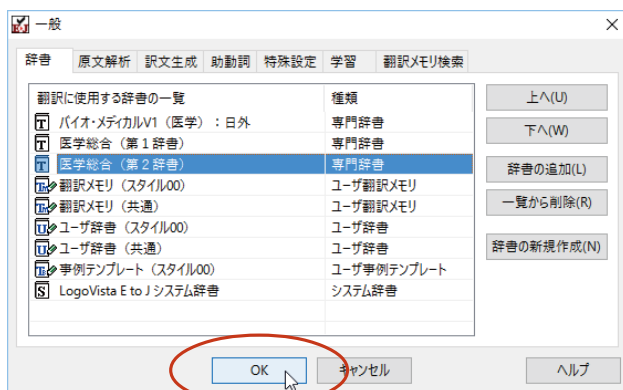 E×J 一般
辞書 原文解析 訳文生成 助動詞 特殊設定 学習 翻訳メモリ検索
翻訳に使用する辞書の一覧 種類
T バイオ・メディカルV1（医学）：日外 専門辞書
T 医学総合（第１辞書） 専門辞書
T 医学総合（第２辞書） 専門辞書
翻訳メモリ（スタイル00） ユーザ翻訳メモリ
翻訳メモリ（共通） ユーザ翻訳メモリ
U ユーザ辞書（スタイル00） ユーザ辞書
U ユーザ辞書（共通） ユーザ辞書
事例テンプレート（スタイル00） ユーザ事例テンプレート
S LogoVista E to J システム辞書 システム辞書
上へ(U)
下へ(W)
辞書の追加(L)
一覧から削除(R)
辞書の新規作成(N)
OK キャンセル ヘルプ